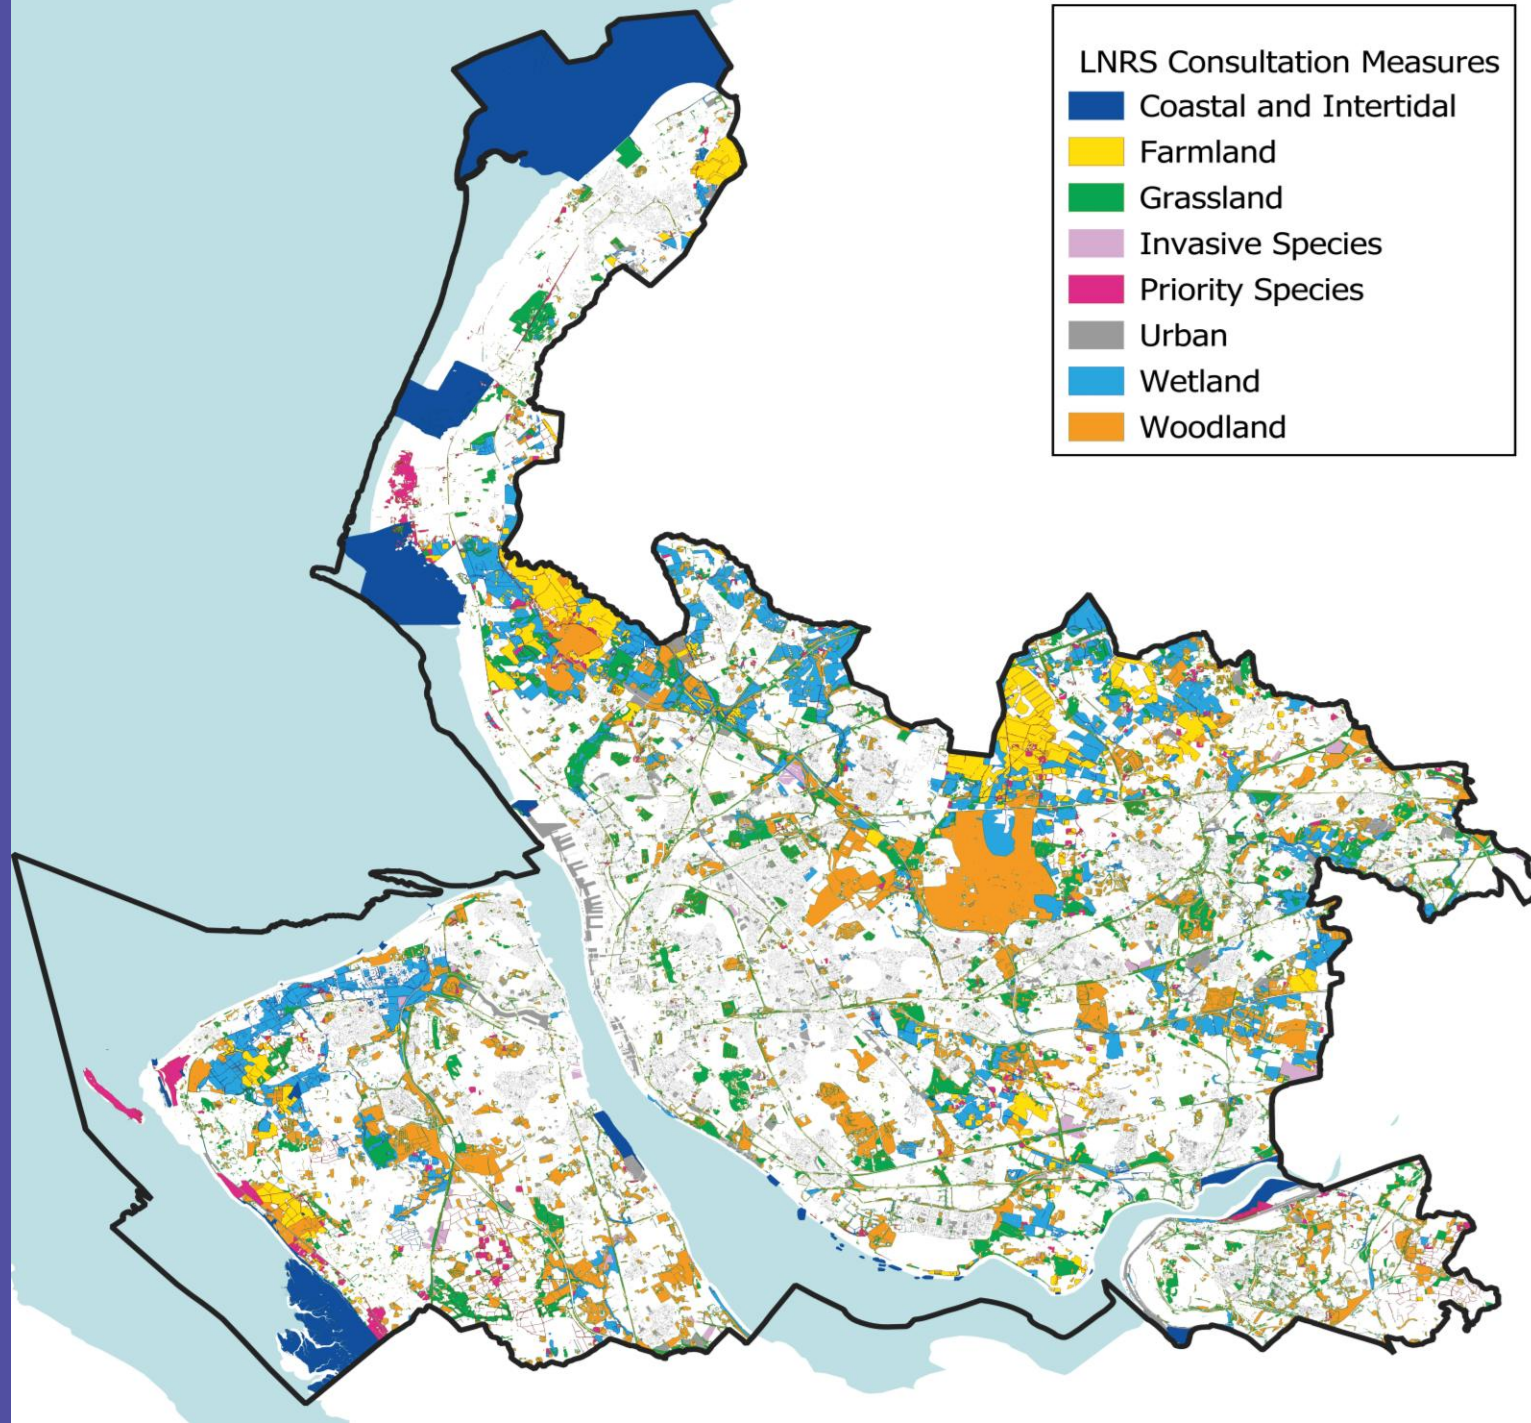 LNRS Consultation Measures
Coastal and Intertidal
Farmland
Grassland
Invasive Species
Priority Species
Urban
Wetland
Woodland